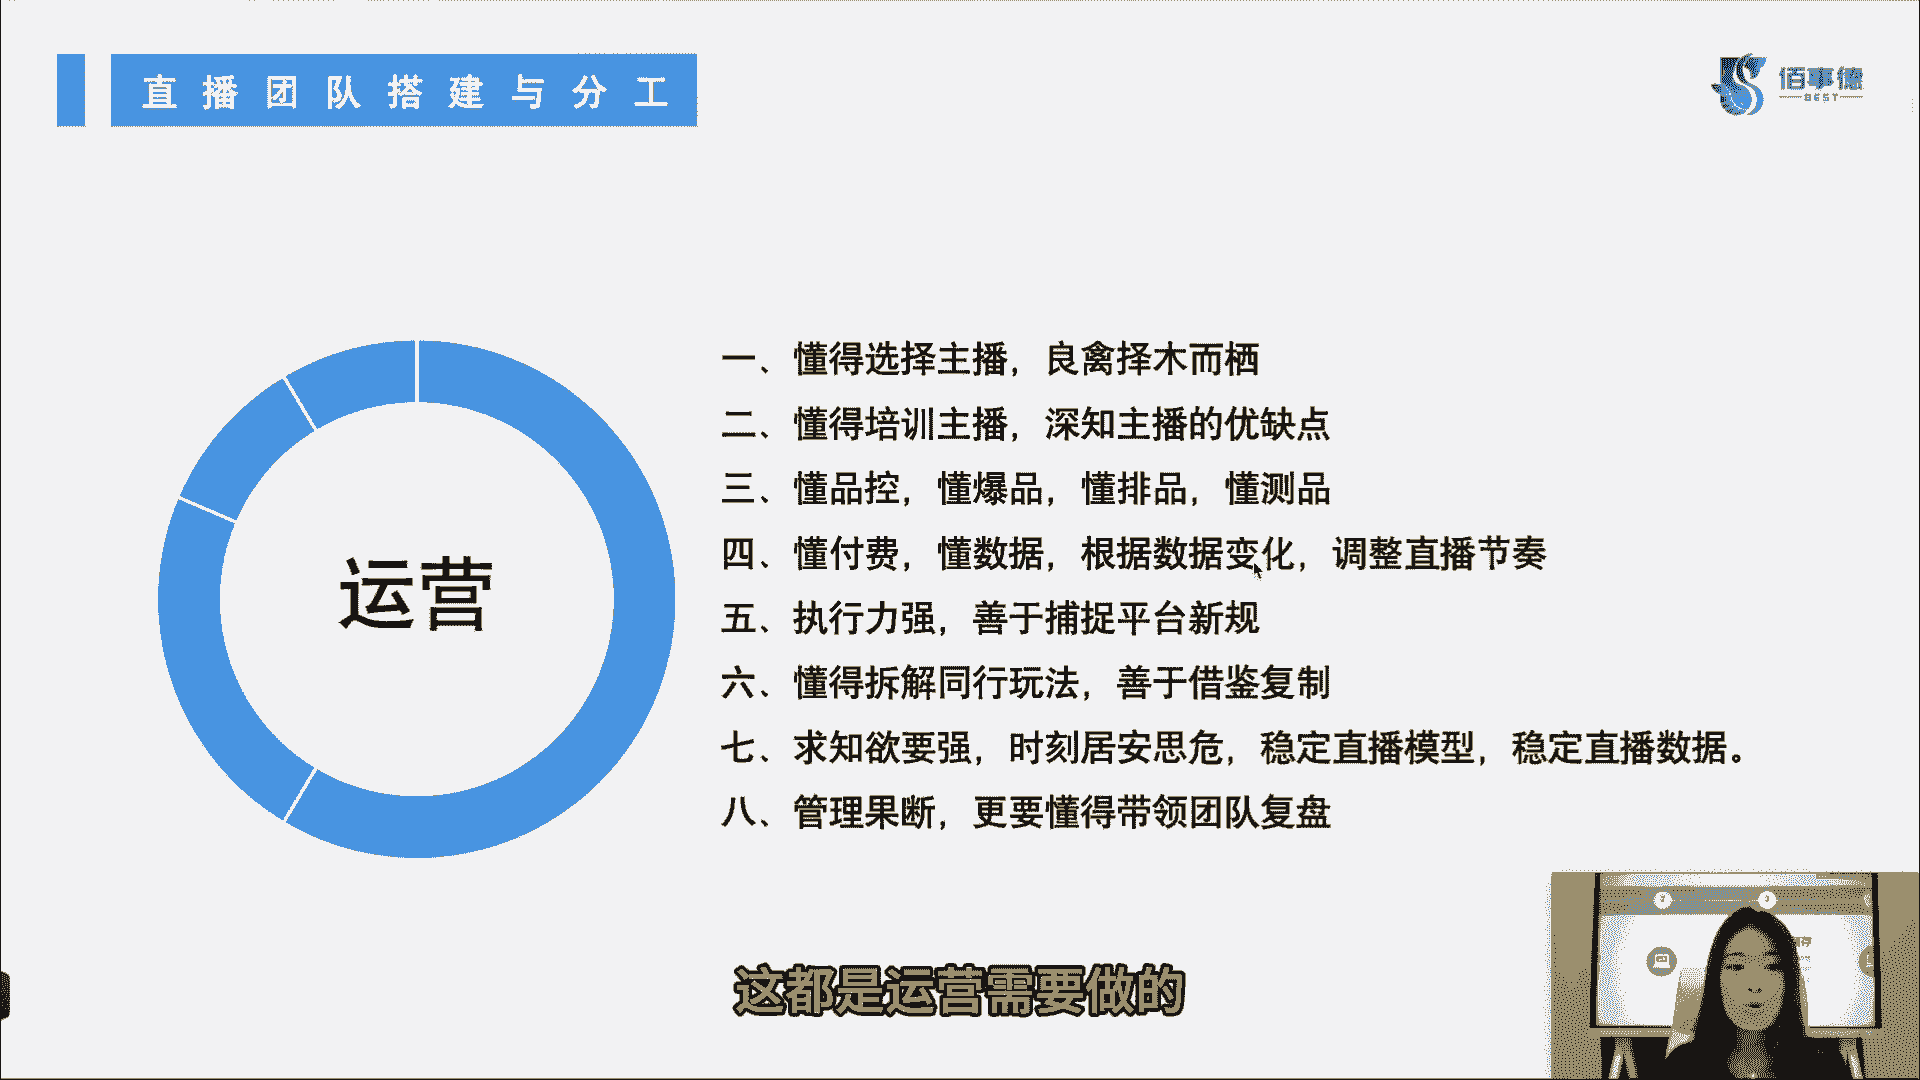 直播团队搭建与分工
佰享德
BEST
运营
一、懂得选择主播，良禽择木而栖
二、懂得培训主播，深知主播的优缺点
三、懂品控，懂爆品，懂排品，懂测品
四、懂付费，懂数据，根据数据变化，调整直播节奏
五、执行力强，善于捕捉平台新规
六、懂得拆解同行玩法，善于借鉴复制
七、求知欲要强，时刻居安思危，稳定直播模型，稳定直播数据。
八、管理果断，更要懂得带领团队复盘
这都是运营需要做的